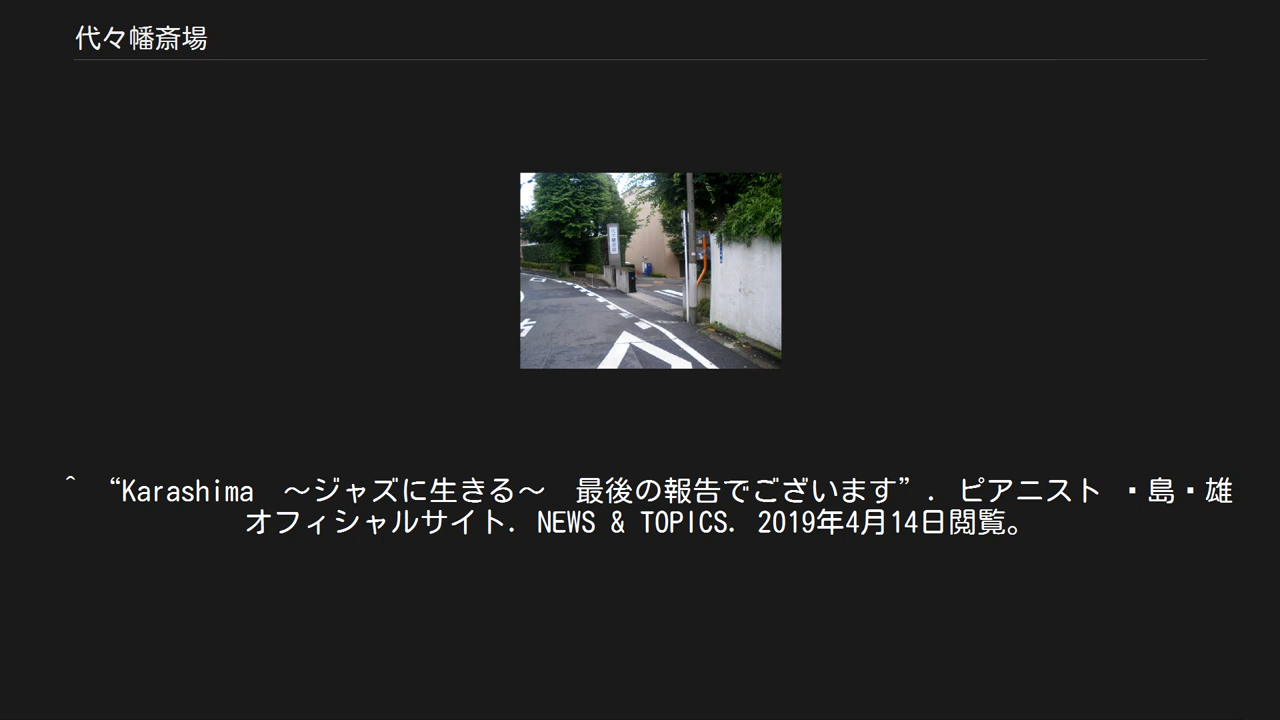 代々幡斎場
^ “Karashima　～ジャズに生きる～　最後の報告でございます”. ピアニスト ▪島▪雄
オフィシャルサイト. NEWS & TOPICS. 2019年4月14日閲覧。